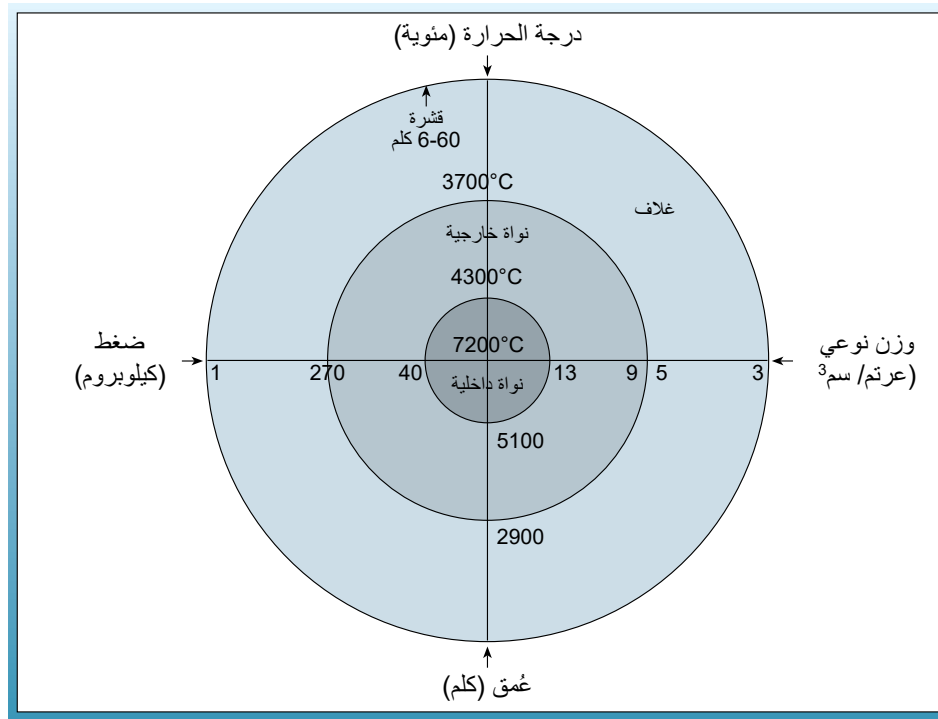 درجة الحرارة (مئوية)
قشرة
6-60 كلم
3700°C
غلاف
نواة خارجية
4300°C
7200°C
ضغط
(كيلوبروم)
1
270
40
13
9
5
3
وزن نوعي
(عرتم/ سم³)
نواة داخلية
5100
2900
عُمق (كلم)